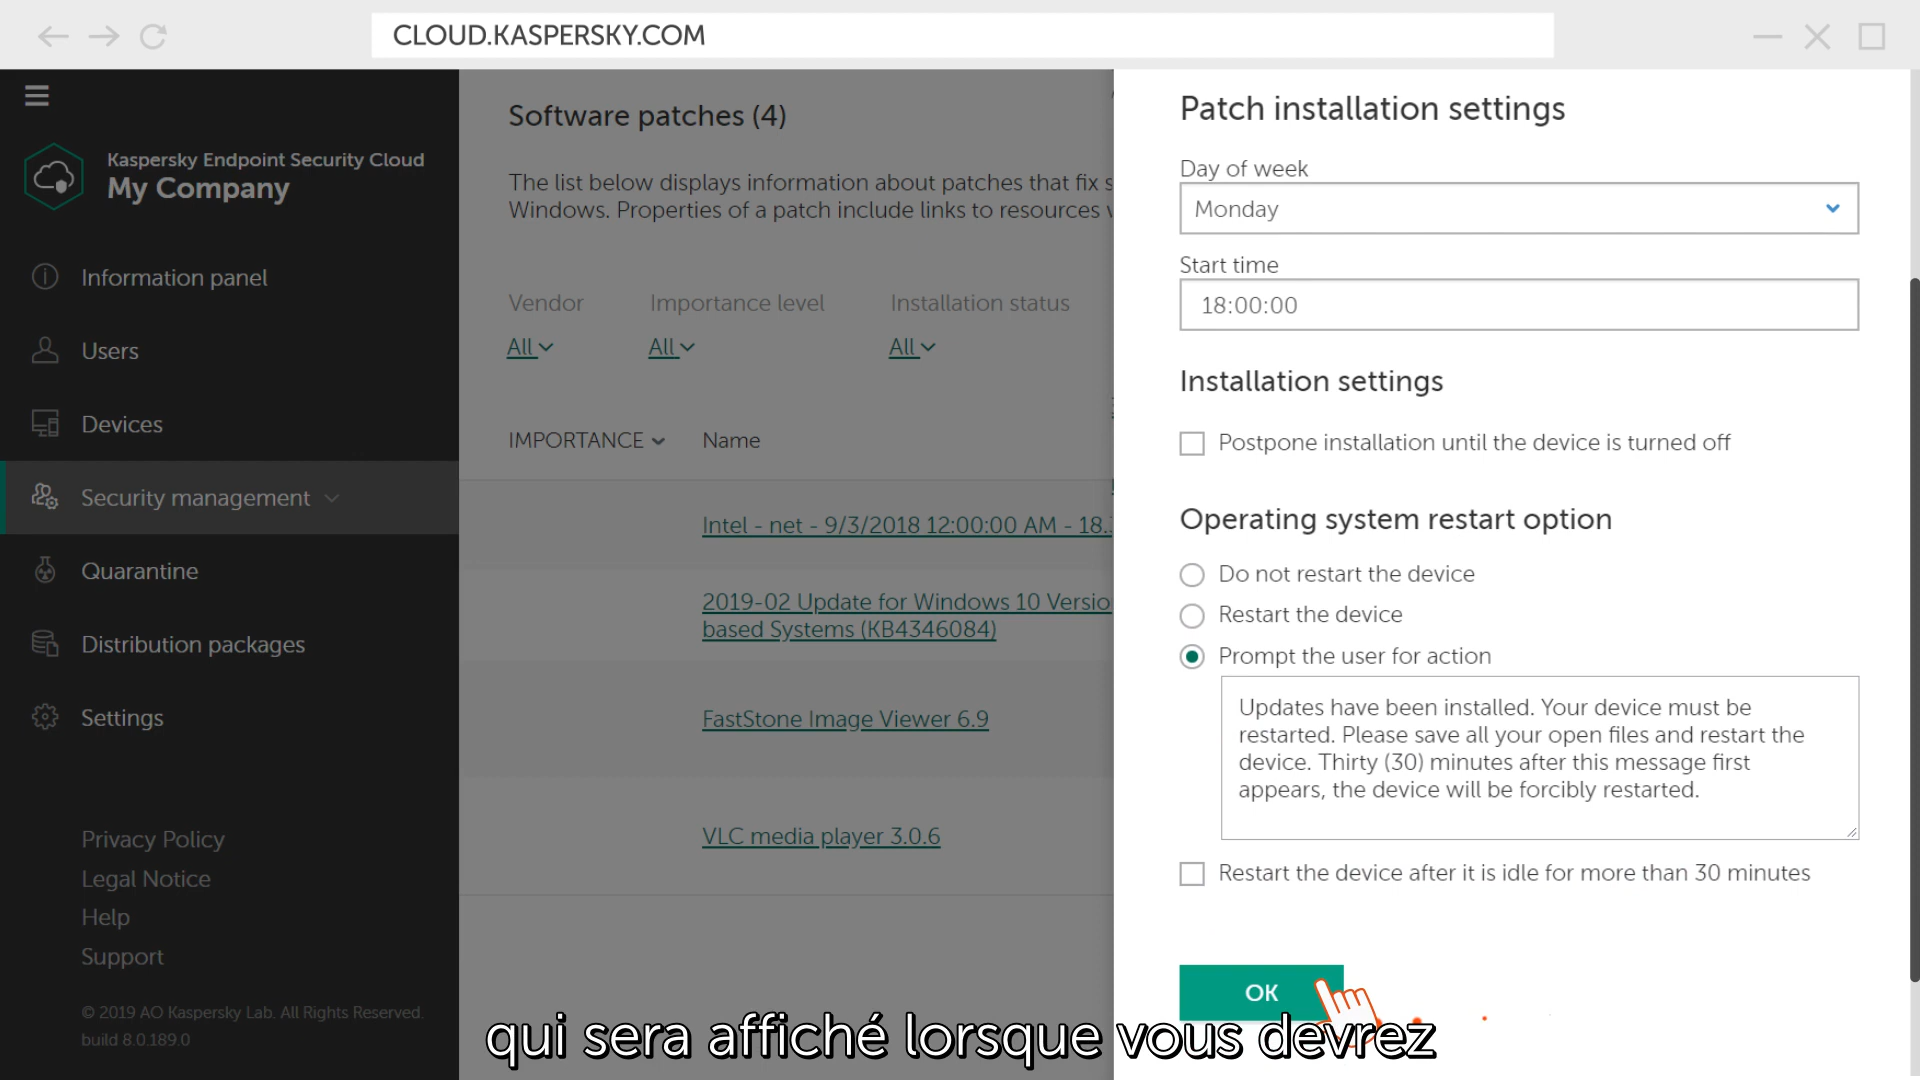 CLOUD.KASPERSKY.COM
Kaspersky Endpoint Security Cloud
My Company
Information panel
Users
Devices
Security management
Quarantine
Distribution packages
Settings
Privacy Policy
Legal Notice
Help
Support
© 2019 AO Kaspersky Lab. All Rights Reserved.
build 8.0.189.0
Software patches (4)
The list below displays information about patches that fix s
Windows. Properties of a patch include links to resources
Vendor Importance level Installation status
All All All
IMPORTANCE Name
Intel - net - 9/3/2018 12:00:00 AM - 18.
2019-02 Update for Windows 10 Versio
based Systems (KB4346084)
FastStone Image Viewer 6.9
VLC media player 3.0.6
Patch installation settings
Day of week
Monday
Start time
18:00:00
Installation settings
Postpone installation until the device is turned off
Operating system restart option
Do not restart the device
Restart the device
Prompt the user for action
Updates have been installed. Your device must be
restarted. Please save all your open files and restart the
device. Thirty (30) minutes after this message first
appears, the device will be forcibly restarted.
Restart the device after it is idle for more than 30 minutes
OK
qui sera affiché lorsque vous devrez